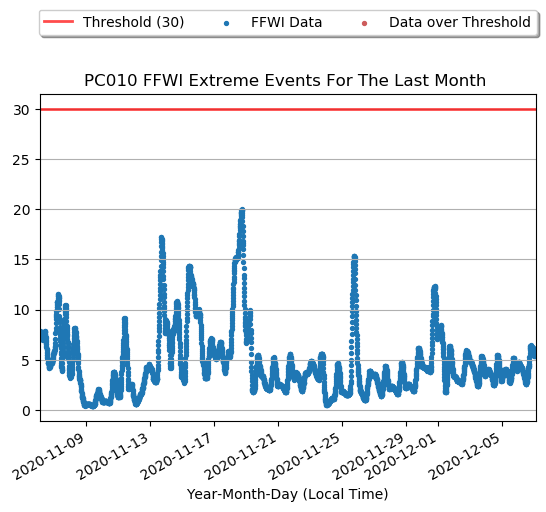 Threshold (30) FFWI Data Data over Threshold
PC010 FFWI Extreme Events For The Last Month
30
25
20
15
10
5
0
2020-11-09 2020-11-13 2020-11-17 2020-11-21 2020-11-25 2020-11-29 2020-12-01 2020-12-05
Year-Month-Day (Local Time)